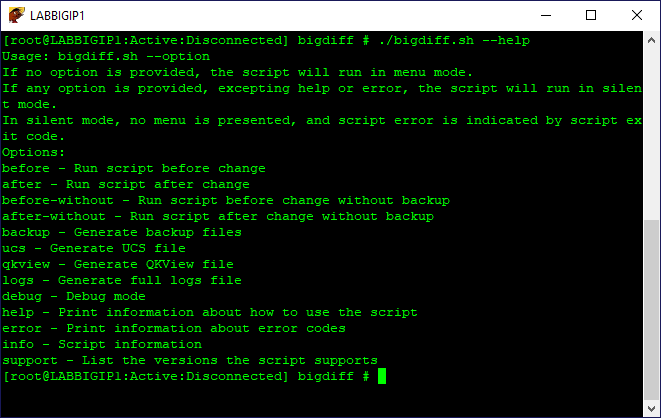 LABBIGIP1
[root@LABBIGIP1:Active:Disconnected] bigdiff # ./bigdiff.sh --help
Usage: bigdiff.sh --option
If no option is provided, the script will run in menu mode.
If any option is provided, excepting help or error, the script will run in silen
t mode.
In silent mode, no menu is presented, and script error is indicated by script ex
it code.
Options:
before - Run script before change
after - Run script after change
before-without - Run script before change without backup
after-without - Run script after change without backup
backup - Generate backup files
ucs - Generate UCS file
qkview - Generate QKView file
logs - Generate full logs file
debug - Debug mode
help - Print information about how to use the script
error - Print information about error codes
info - Script information
support - List the versions the script supports
[root@LABBIGIP1:Active:Disconnected] bigdiff #